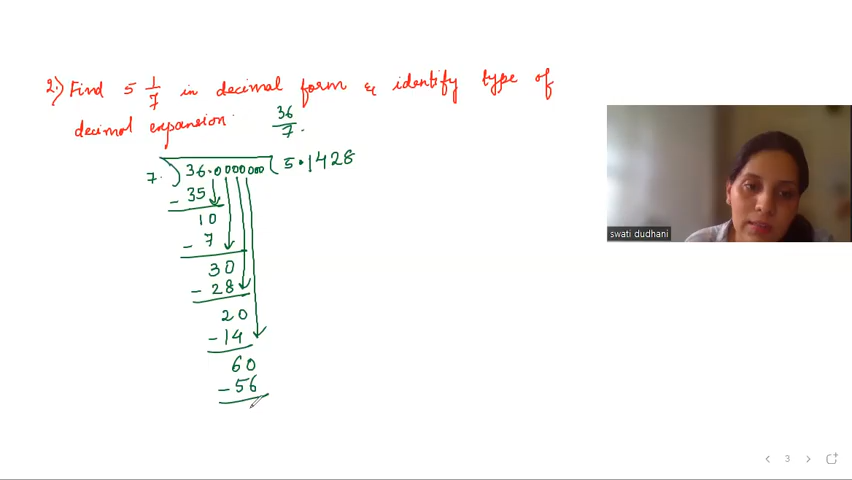 2.) Find 5 1/7 in decimal form & identify type of
decimal expansion.
36/7.
7. ) 36.0000000 ( 5.1428
- 35
10
- 7
30
- 28
20
- 14
60
- 56
swati dudhani
3